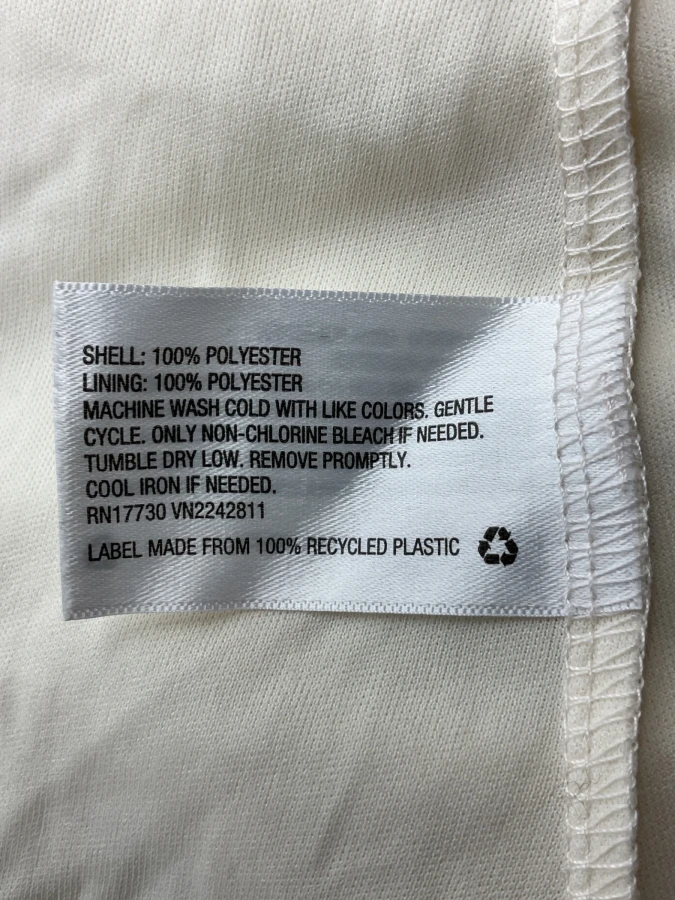 SHELL: 100% POLYESTER
LINING: 100% POLYESTER
MACHINE WASH COLD WITH LIKE COLORS. GENTLE
CYCLE. ONLY NON-CHLORINE BLEACH IF NEEDED.
TUMBLE DRY LOW. REMOVE PROMPTLY.
COOL IRON IF NEEDED.
RN17730 VN2242811
LABEL MADE FROM 100% RECYCLED PLASTIC